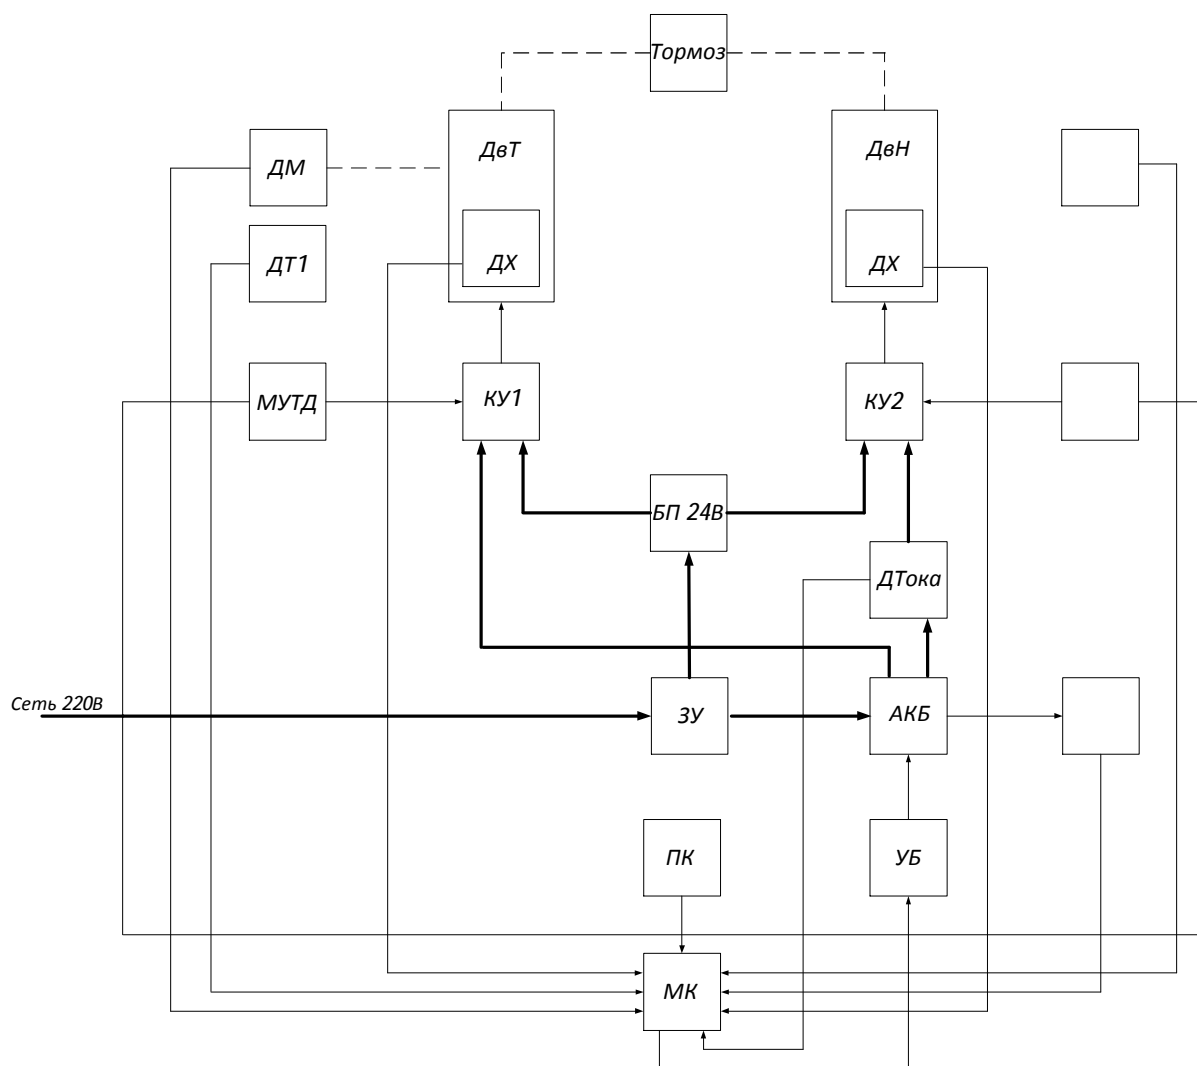 Тормоз
ДвТ
ДвН
ДМ
ДТ1
ДХ
ДХ
МУТД
КУ1
КУ2
БП 24В
ДТока
Сеть 220В
ЗУ
АКБ
ПК
УБ
МК